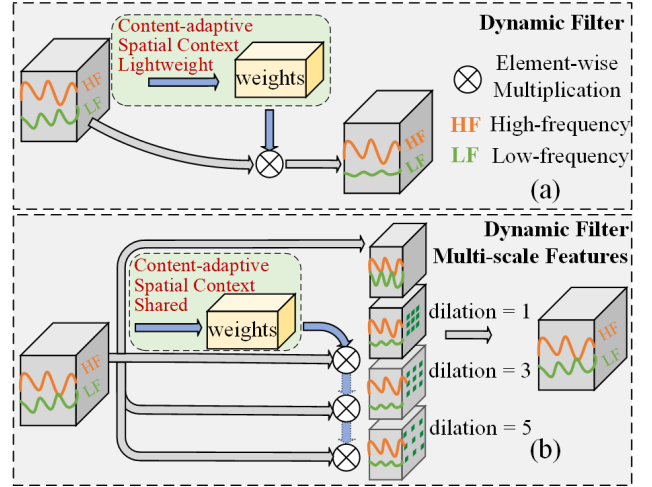 Content-adaptive
Spatial Context
Lightweight
weights
Dynamic Filter
Element-wise
Multiplication
HF High-frequency
LF Low-frequency
HF
LF
HF
LF
(a)
Dynamic Filter
Multi-scale Features
Content-adaptive
Spatial Context
Shared
weights
HF
LF
dilation = 1
dilation = 3
dilation = 5
HF
LF
(b)